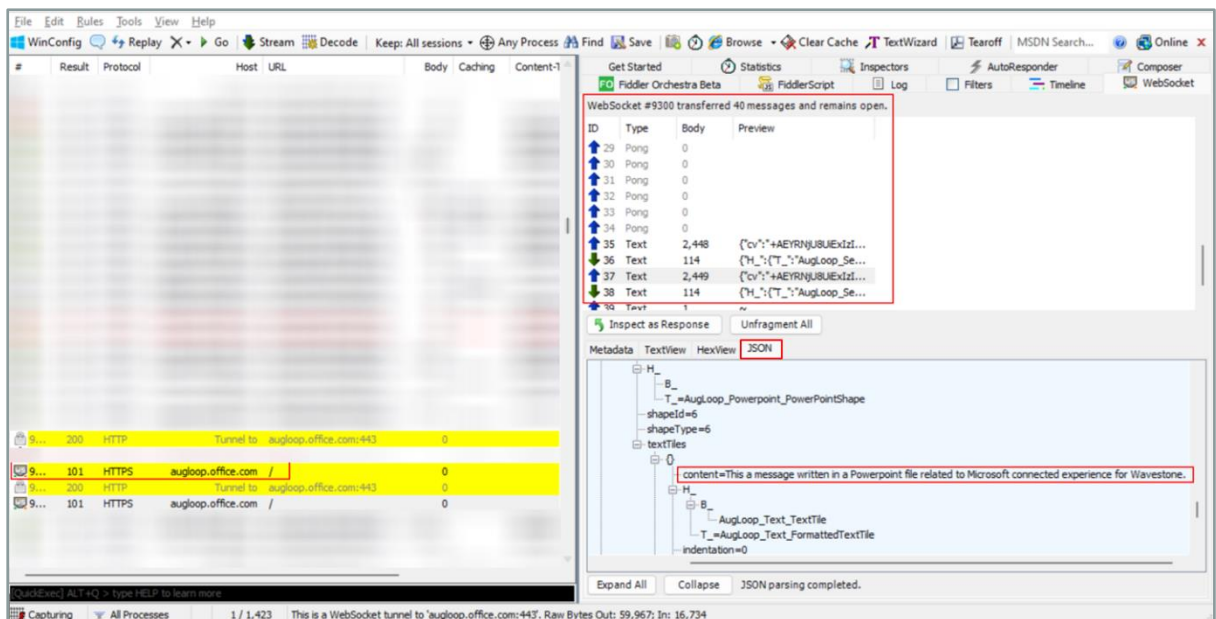 File Edit Rules Tools View Help
WinConfig Replay X Go Stream Decode Keep: All sessions Any Process Find Save Browse Clear Cache TextWizard Tearoff MSDN Search... Online x
# Result Protocol Host URL Body Caching Content-T
Get Started Statistics Inspectors AutoResponder Composer
FO Fiddler Orchestra Beta FiddlerScript Log Filters Timeline WebSocket
WebSocket #9300 transferred 40 messages and remains open.
ID Type Body Preview
29 Pong 0
30 Pong 0
31 Pong 0
32 Pong 0
33 Pong 0
34 Pong 0
35 Text 2,448 {"cv":"+AEYRNjU8UiExIzI...
36 Text 114 {"H_":{"T_":"AugLoop_Se...
37 Text 2,449 {"cv":"+AEYRNjU8UiExIzI...
38 Text 114 {"H_":{"T_":"AugLoop_Se...
39 Text 1 ~
Inspect as Response Unfragment All
Metadata TextView HexView JSON
H_
B_
T_=AugLoop_Powerpoint_PowerPointShape
shapeId=6
shapeType=6
textTiles
{}
content=This a message written in a Powerpoint file related to Microsoft connected experience for Wavestone.
H_
B_
AugLoop_Text_TextTile
T_=AugLoop_Text_FormattedTextTile
indentation=0
9... 200 HTTP Tunnel to augloop.office.com:443 0
9... 101 HTTPS augloop.office.com / 0
9... 200 HTTP Tunnel to augloop.office.com:443 0
9... 101 HTTPS augloop.office.com / 0
Expand All Collapse JSON parsing completed.
[QuickExec] ALT+Q > type HELP to learn more
Capturing All Processes 1 / 1,423 This is a WebSocket tunnel to 'augloop.office.com:443'. Raw Bytes Out: 59,967; In: 16,734